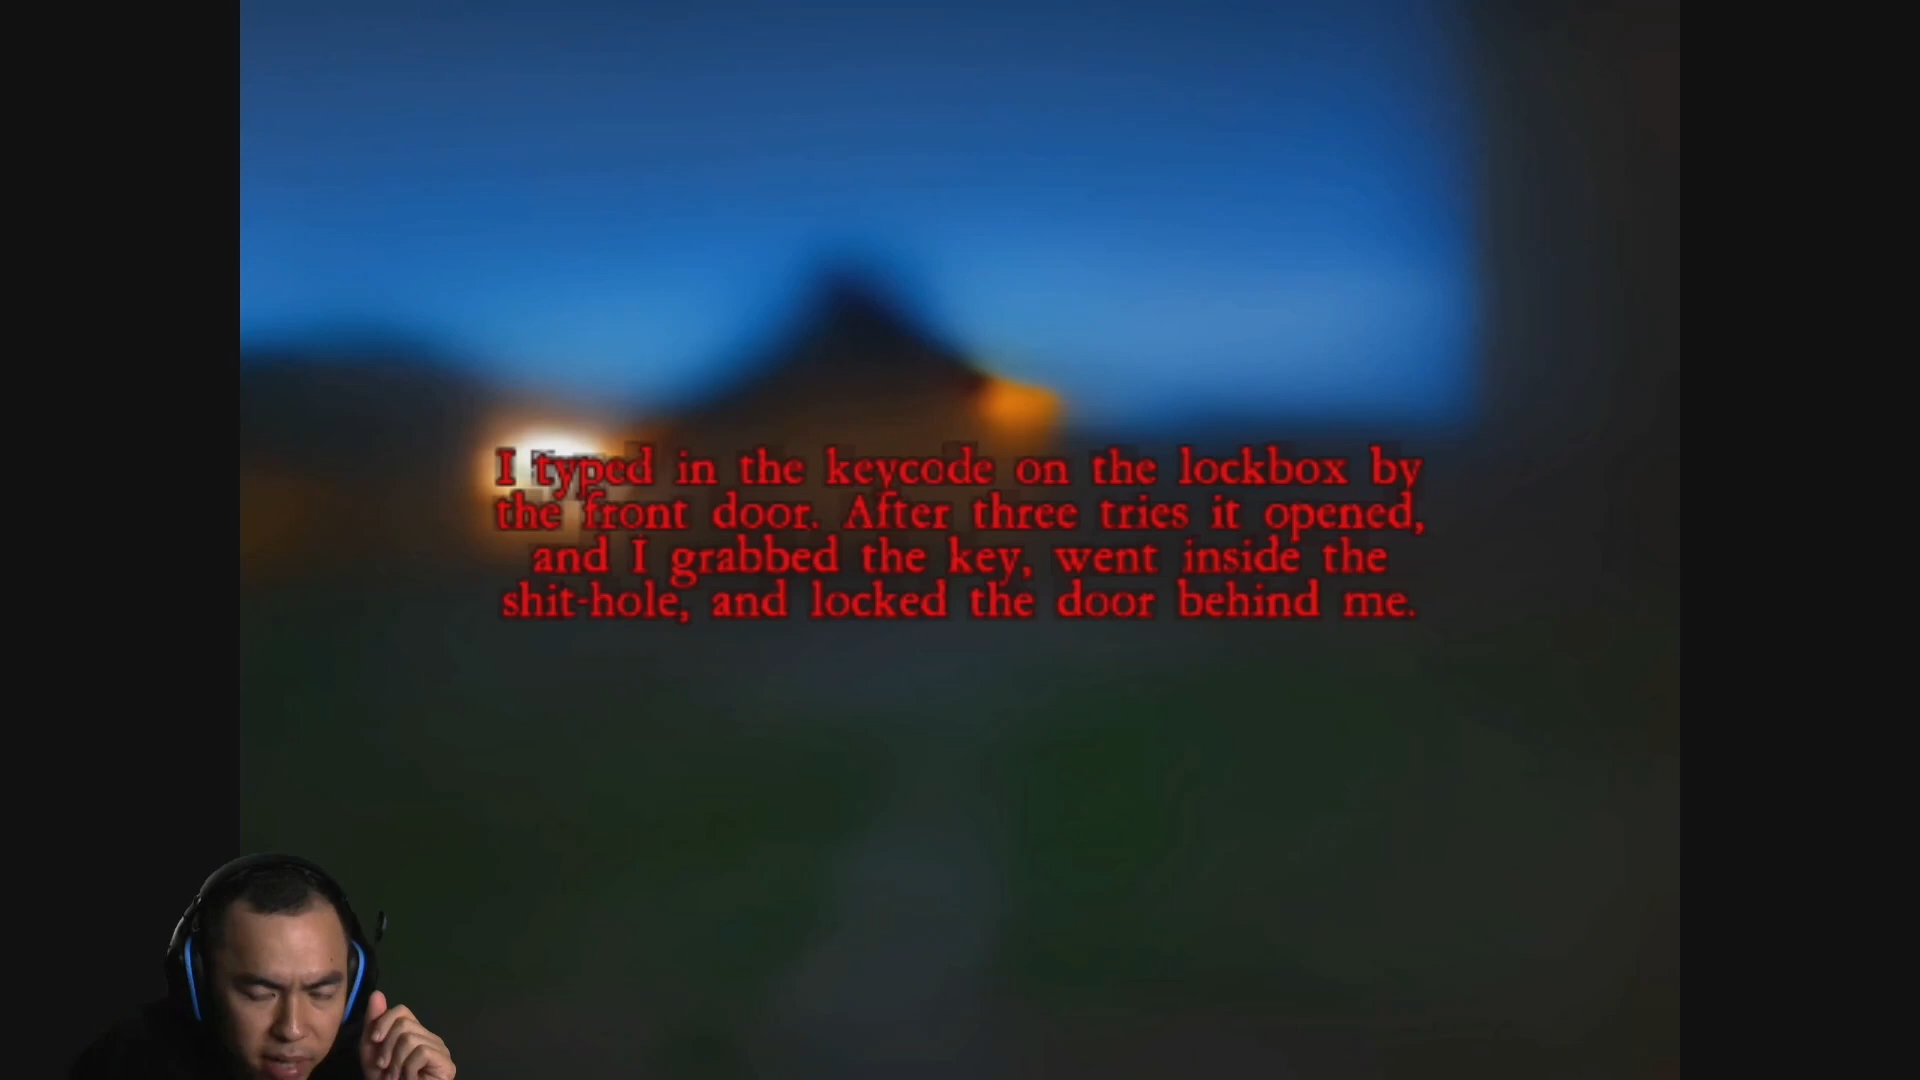 I typed in the keycode on the lockbox by
the front door. After three tries it opened,
and I grabbed the key, went inside the
shit-hole, and locked the door behind me.